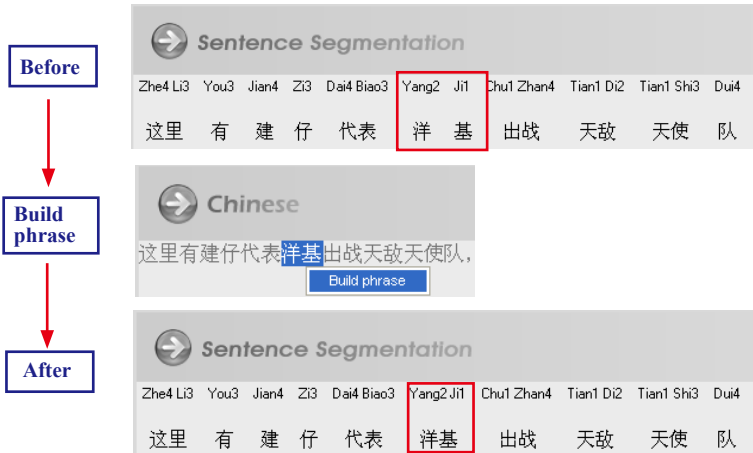 Before
Sentence Segmentation
Zhe4 Li3 You3 Jian4 Zi3 Dai4 Biao3 Yang2 Ji1 Chu1 Zhan4 Tian1 Di2 Tian1 Shi3 Dui4
这里 有 建 仔 代表 洋 基 出战 天敌 天使 队
Build
phrase
Chinese
这里有建仔代表洋基出战天敌天使队,
Build phrase
After
Sentence Segmentation
Zhe4 Li3 You3 Jian4 Zi3 Dai4 Biao3 Yang2 Ji1 Chu1 Zhan4 Tian1 Di2 Tian1 Shi3 Dui4
这里 有 建 仔 代表 洋基 出战 天敌 天使 队